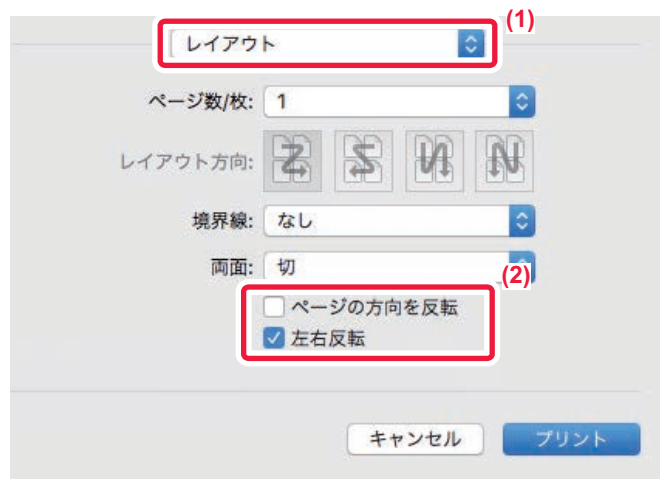 (1)
レイアウト
ページ数/枚: 1
レイアウト方向:
境界線: なし
両面: 切
(2)
ページの方向を反転
左右反転
キャンセル プリント